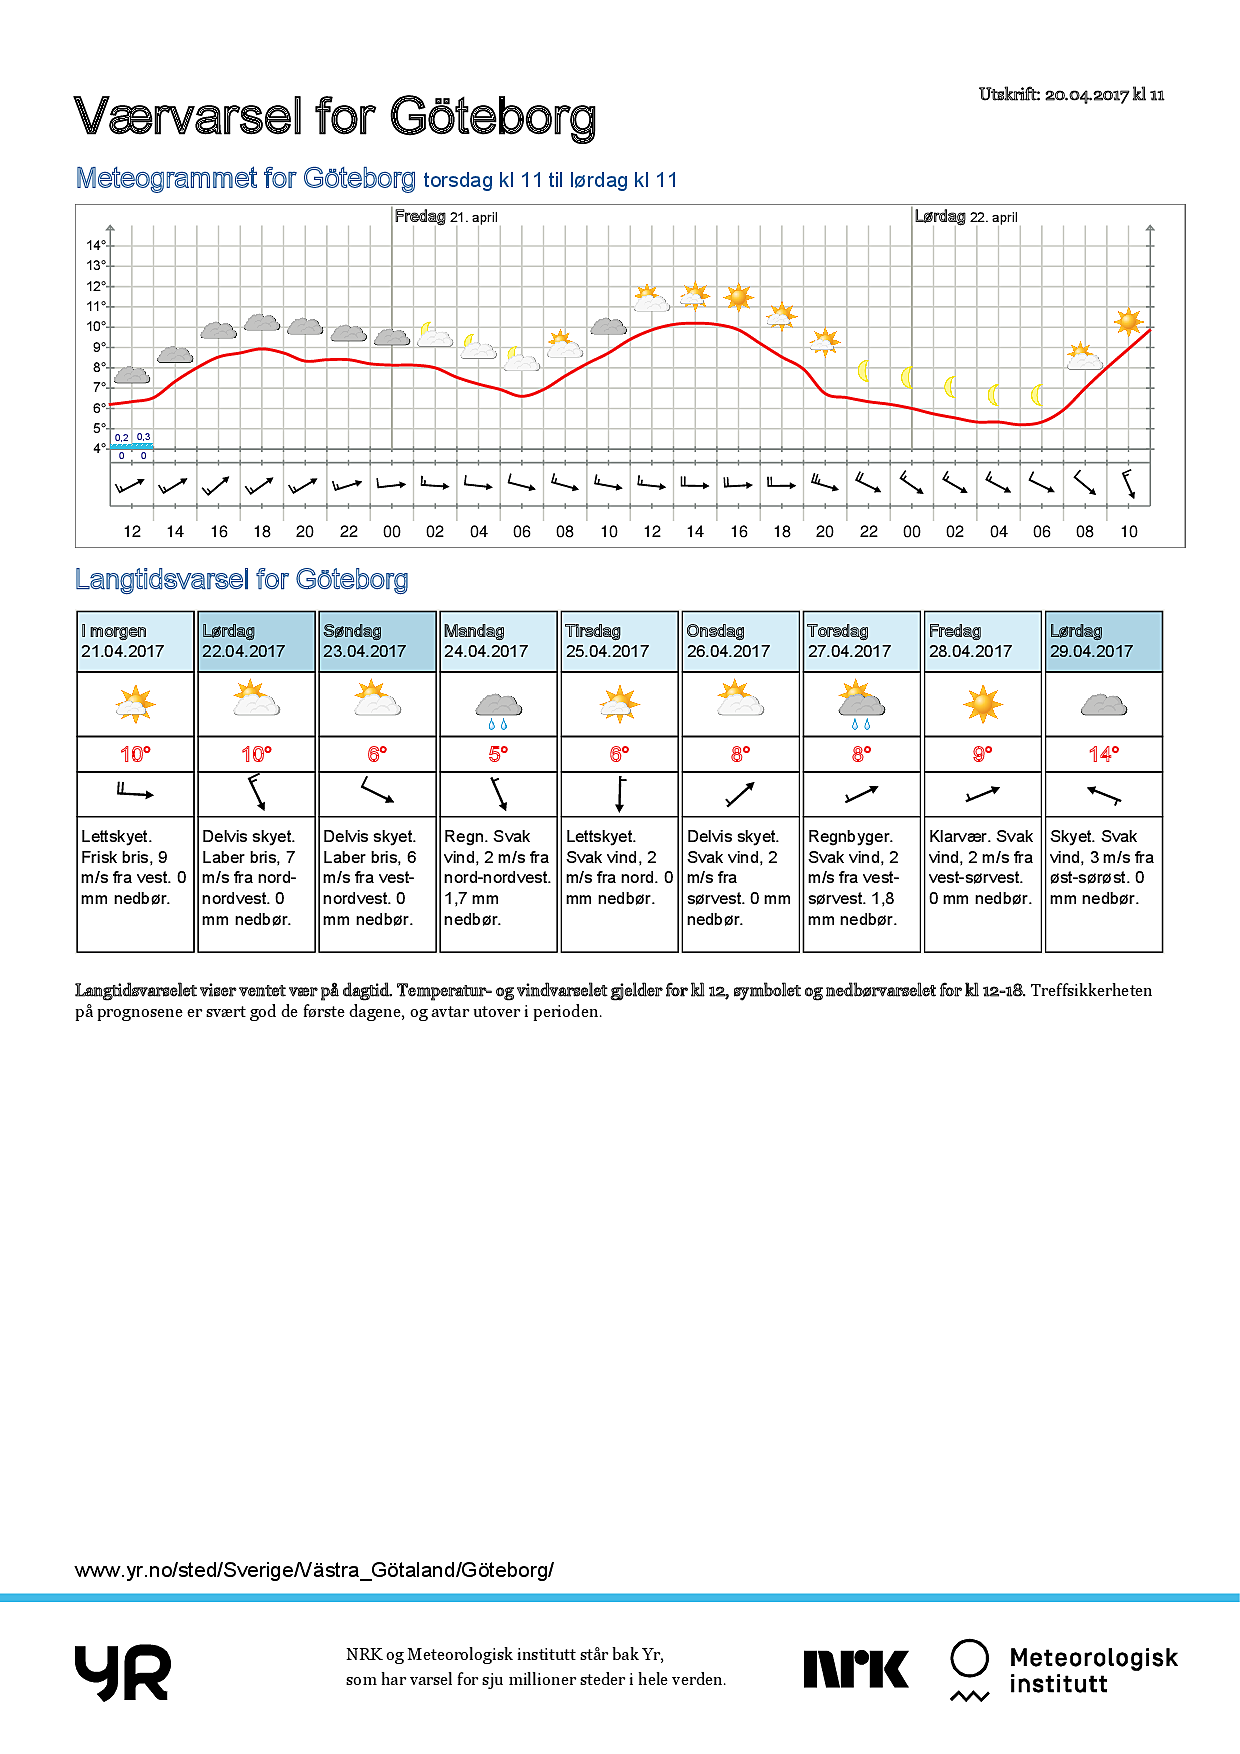 Værvarsel for Göteborg
Utskrift: 20.04.2017 kl 11
Meteogrammet for Göteborg torsdag kl 11 til lørdag kl 11
Fredag 21. april
Lørdag 22. april
14°
13°
12°
11°
10°
9°
8°
7°
6°
5°
4°
0,2 0,3
0 0
12 14 16 18 20 22 00 02 04 06 08 10 12 14 16 18 20 22 00 02 04 06 08 10
Langtidsvarsel for Göteborg
I morgen Lørdag Søndag Mandag Tirsdag Onsdag Torsdag Fredag Lørdag
21.04.2017 22.04.2017 23.04.2017 24.04.2017 25.04.2017 26.04.2017 27.04.2017 28.04.2017 29.04.2017
10° 10° 6° 5° 6° 8° 8° 9° 14°
Lettskyet.
Frisk bris, 9
m/s fra vest. 0
mm nedbør.
Delvis skyet.
Laber bris, 7
m/s fra nord-
nordvest. 0
mm nedbør.
Delvis skyet.
Laber bris, 6
m/s fra vest-
nordvest. 0
mm nedbør.
Regn. Svak
vind, 2 m/s fra
nord-nordvest.
1,7 mm
nedbør.
Lettskyet.
Svak vind, 2
m/s fra nord. 0
mm nedbør.
Delvis skyet.
Svak vind, 2
m/s fra
sørvest. 0 mm
nedbør.
Regnbyger.
Svak vind, 2
m/s fra vest-
sørvest. 1,8
mm nedbør.
Klarvær. Svak
vind, 2 m/s fra
vest-sørvest.
0 mm nedbør.
Skyet. Svak
vind, 3 m/s fra
øst-sørøst. 0
mm nedbør.
Langtidsvarselet viser ventet vær på dagtid. Temperatur- og vindvarselet gjelder for kl 12, symbolet og nedbørvarselet for kl 12-18. Treffsikkerheten
på prognosene er svært god de første dagene, og avtar utover i perioden.
www.yr.no/sted/Sverige/Västra_Götaland/Göteborg/
YR
NRK og Meteorologisk institutt står bak Yr,
som har varsel for sju millioner steder i hele verden.
NRK
Meteorologisk
institutt